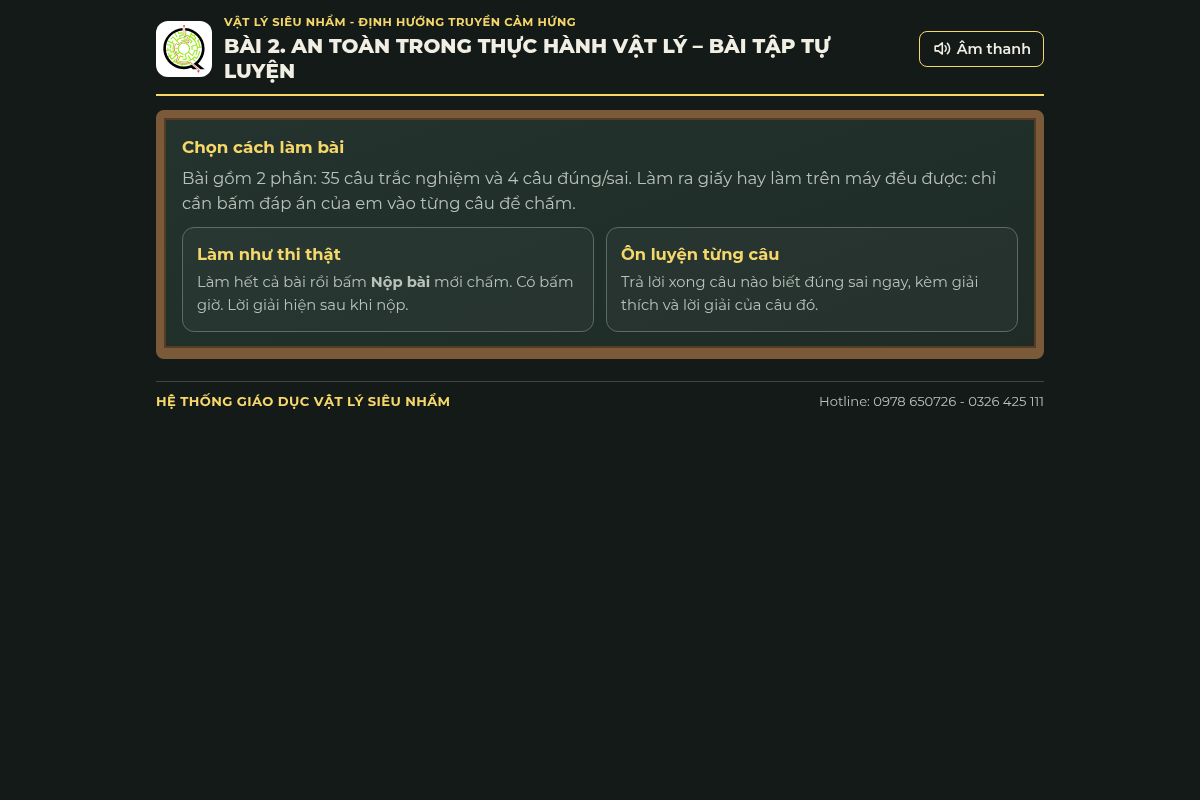 VẬT LÝ SIÊU NHẨM - ĐỊNH HƯỚNG TRUYỀN CẢM HỨNG
BÀI 2. AN TOÀN TRONG THỰC HÀNH VẬT LÝ – BÀI TẬP TỰ
LUYỆN
Âm thanh
Chọn cách làm bài
Bài gồm 2 phần: 35 câu trắc nghiệm và 4 câu đúng/sai. Làm ra giấy hay làm trên máy đều được: chỉ
cần bấm đáp án của em vào từng câu để chấm.
Làm như thi thật
Làm hết cả bài rồi bấm Nộp bài mới chấm. Có bấm
giờ. Lời giải hiện sau khi nộp.
Ôn luyện từng câu
Trả lời xong câu nào biết đúng sai ngay, kèm giải
thích và lời giải của câu đó.
HỆ THỐNG GIÁO DỤC VẬT LÝ SIÊU NHẨM
Hotline: 0978 650726 - 0326 425 111